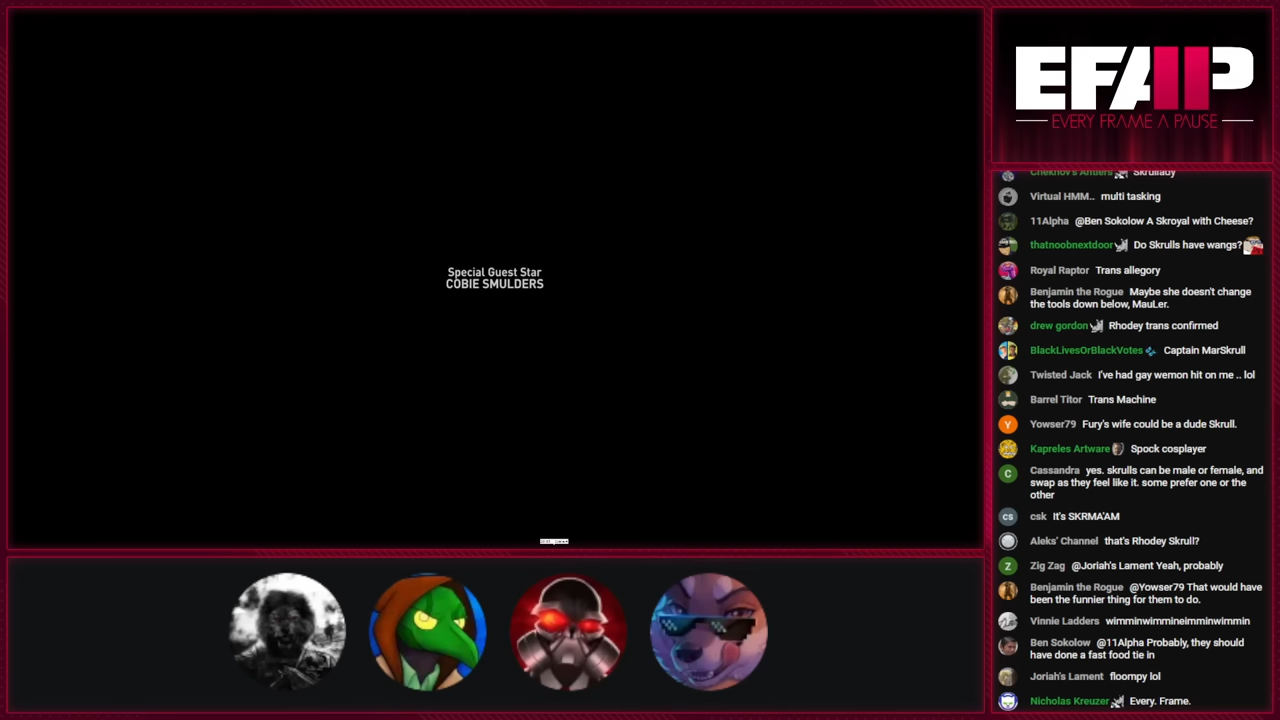 Special Guest Star
COBIE SMULDERS
EFAP
EVERY FRAME A PAUSE
Chekhov's Antlers Skrullady
Virtual HMM.. multi tasking
11Alpha @Ben Sokolow A Skroyal with Cheese?
thatnoobnextdoor Do Skrulls have wangs?
Royal Raptor Trans allegory
Benjamin the Rogue Maybe she doesn't change
the tools down below, MauLer.
drew gordon Rhodey trans confirmed
BlackLivesOrBlackVotes Captain MarSkrull
Twisted Jack I've had gay wemon hit on me .. lol
Barrel Titor Trans Machine
Y Yowser79 Fury's wife could be a dude Skrull.
Kapreles Artware Spock cosplayer
C Cassandra yes. skrulls can be male or female, and
swap as they feel like it. some prefer one or the
other
cs csk It's SKRMA'AM
Aleks' Channel that's Rhodey Skrull?
Z Zig Zag @Joriah's Lament Yeah, probably
Benjamin the Rogue @Yowser79 That would have
been the funnier thing for them to do.
Vinnie Ladders wimminwimmineimminwimmin
Ben Sokolow @11Alpha Probably, they should
have done a fast food tie in
Joriah's Lament floompy lol
Nicholas Kreuzer Every. Frame.